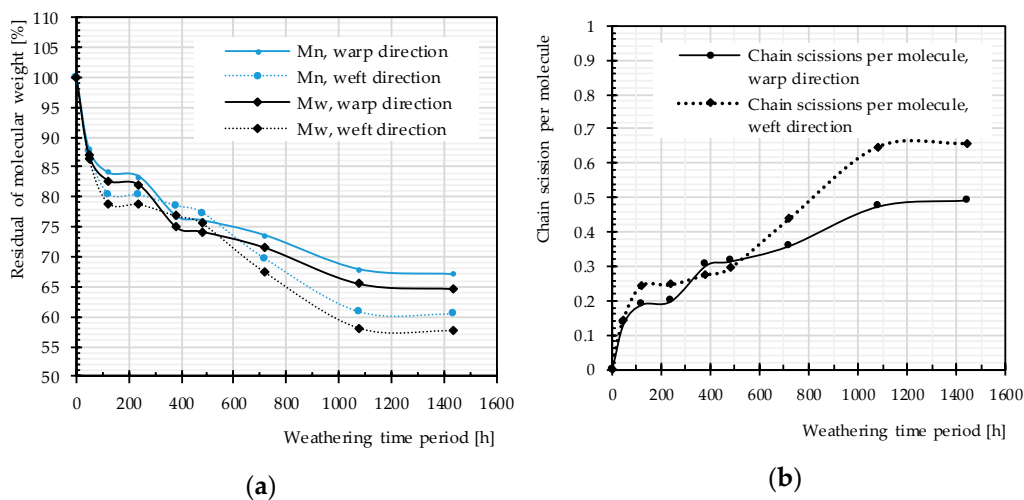 110
105
100
95
90
85
80
75
70
65
60
55
50
Residual of molecular weight [%]
Mn, warp direction
Mn, weft direction
Mw, warp direction
Mw, weft direction
0 200 400 600 800 1000 1200 1400 1600
Weathering time period [h]
(a)
1
0.9
0.8
0.7
0.6
0.5
0.4
0.3
0.2
0.1
0
Chain scission per molecule
Chain scissions per molecule,
warp direction
Chain scissions per molecule,
weft direction
0 200 400 600 800 1000 1200 1400 1600
Weathering time period [h]
(b)